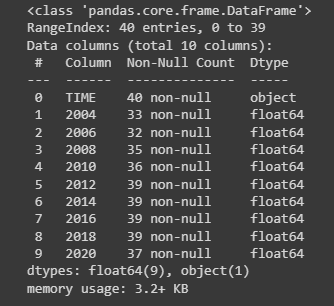 <class 'pandas.core.frame.DataFrame'>
RangeIndex: 40 entries, 0 to 39
Data columns (total 10 columns):
 #   Column  Non-Null Count  Dtype
---  ------  --------------  -----
 0   TIME    40 non-null     object
 1   2004    33 non-null     float64
 2   2006    32 non-null     float64
 3   2008    35 non-null     float64
 4   2010    36 non-null     float64
 5   2012    39 non-null     float64
 6   2014    39 non-null     float64
 7   2016    39 non-null     float64
 8   2018    39 non-null     float64
 9   2020    37 non-null     float64
dtypes: float64(9), object(1)
memory usage: 3.2+ KB